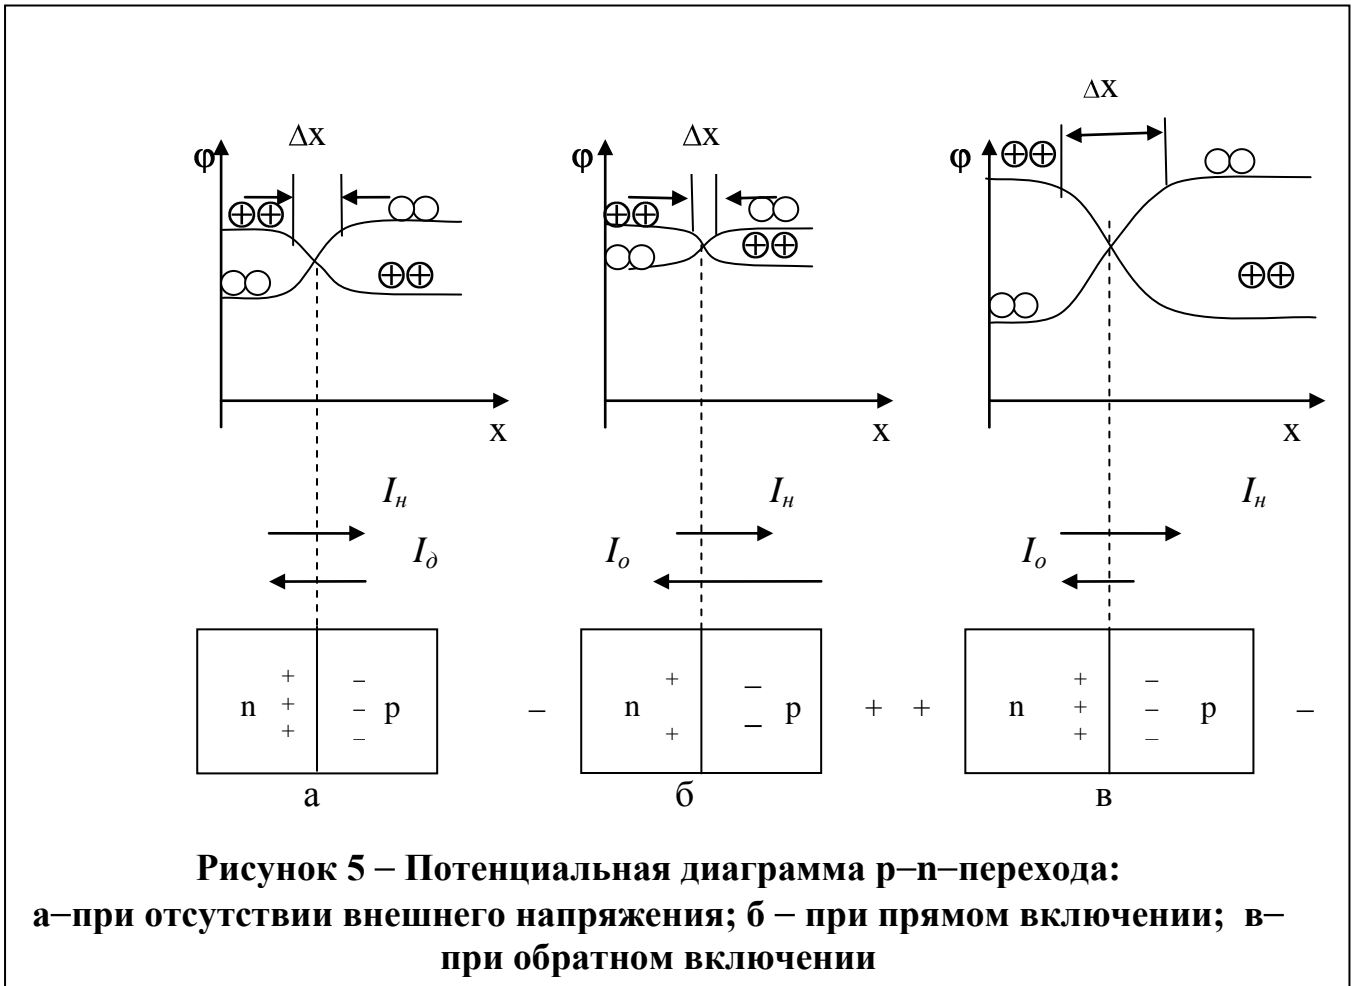 Δx
Δx
Δx
φ
φ
φ
x
x
x
Iн
Iн
Iн
Iд
Iо
Iо
n
+
+
+
–
–
–
p
–
n
+
+
–
–
p
+
+
n
+
+
+
–
–
–
p
–
а
б
в
Рисунок 5 – Потенциальная диаграмма p–n–перехода:
а–при отсутствии внешнего напряжения; б – при прямом включении; в–
при обратном включении